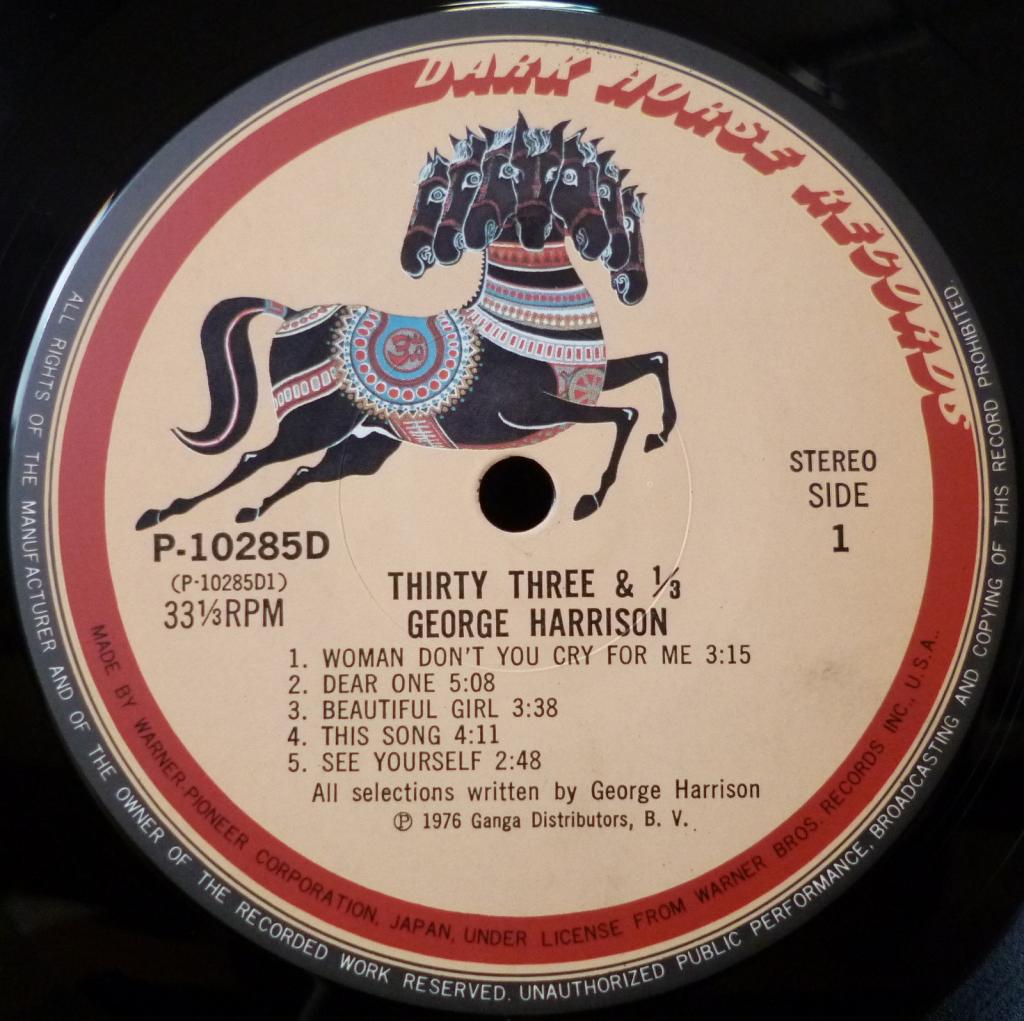 DARK HORSE RECORDS
STEREO
SIDE
1
P-10285D
(P-10285D1)
33⅓RPM
THIRTY THREE & ⅓
GEORGE HARRISON
1. WOMAN DON'T YOU CRY FOR ME 3:15
2. DEAR ONE 5:08
3. BEAUTIFUL GIRL 3:38
4. THIS SONG 4:11
5. SEE YOURSELF 2:48
All selections written by George Harrison
℗ 1976 Ganga Distributors, B. V.
MADE BY WARNER-PIONEER CORPORATION, JAPAN, UNDER LICENSE FROM WARNER BROS. RECORDS INC., U.S.A.
ALL RIGHTS OF THE MANUFACTURER AND OF THE OWNER OF THE RECORDED WORK RESERVED. UNAUTHORIZED PUBLIC PERFORMANCE, BROADCASTING AND COPYING OF THIS RECORD PROHIBITED.